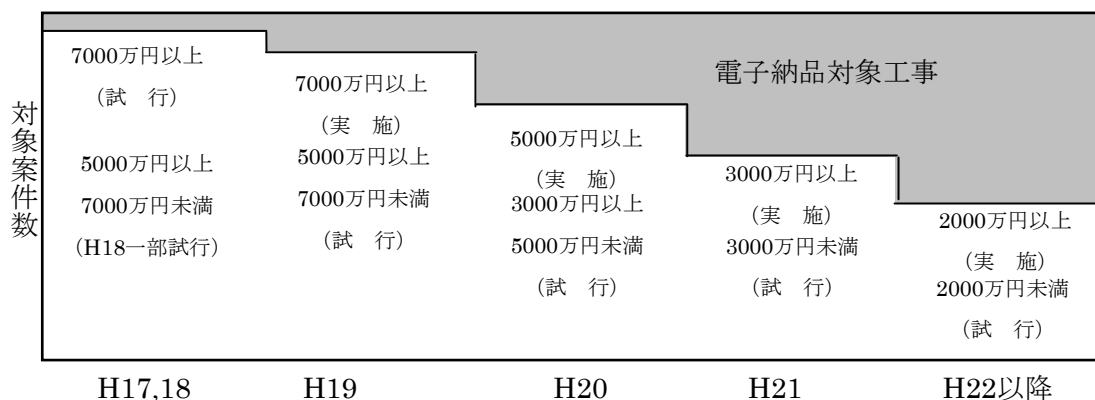 電子納品対象工事
対象案件数
7000万円以上
（試　行）
5000万円以上
7000万円未満
（H18一部試行）
7000万円以上
（実　施）
5000万円以上
7000万円未満
（試　行）
5000万円以上
（実　施）
3000万円以上
5000万円未満
（試　行）
3000万円以上
（実　施）
3000万円未満
（試　行）
2000万円以上
（実　施）
2000万円未満
（試　行）
H17,18
H19
H20
H21
H22以降